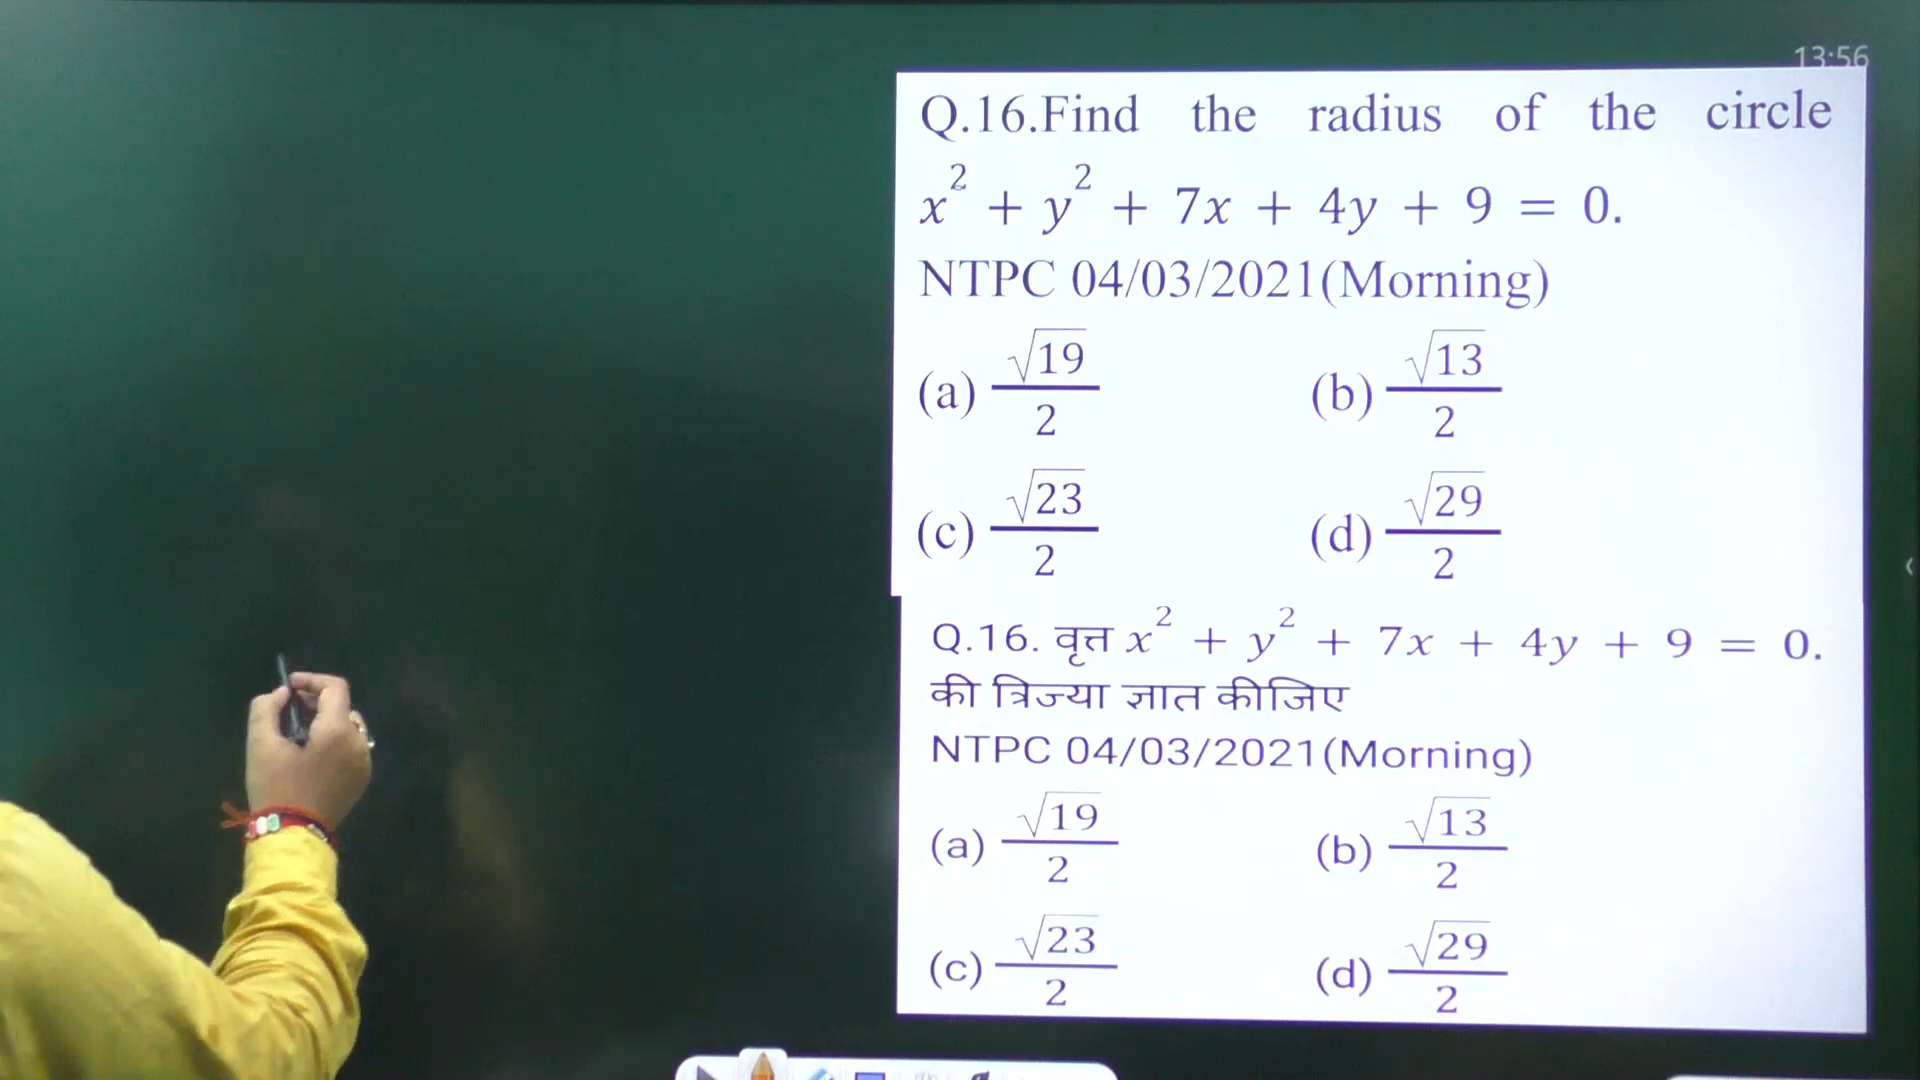 13:56
Q.16.Find the radius of the circle
x² + y² + 7x + 4y + 9 = 0.
NTPC 04/03/2021(Morning)
(a) √19/2 (b) √13/2
(c) √23/2 (d) √29/2
Q.16. वृत्त x² + y² + 7x + 4y + 9 = 0.
की त्रिज्या ज्ञात कीजिए
NTPC 04/03/2021(Morning)
(a) √19/2 (b) √13/2
(c) √23/2 (d) √29/2